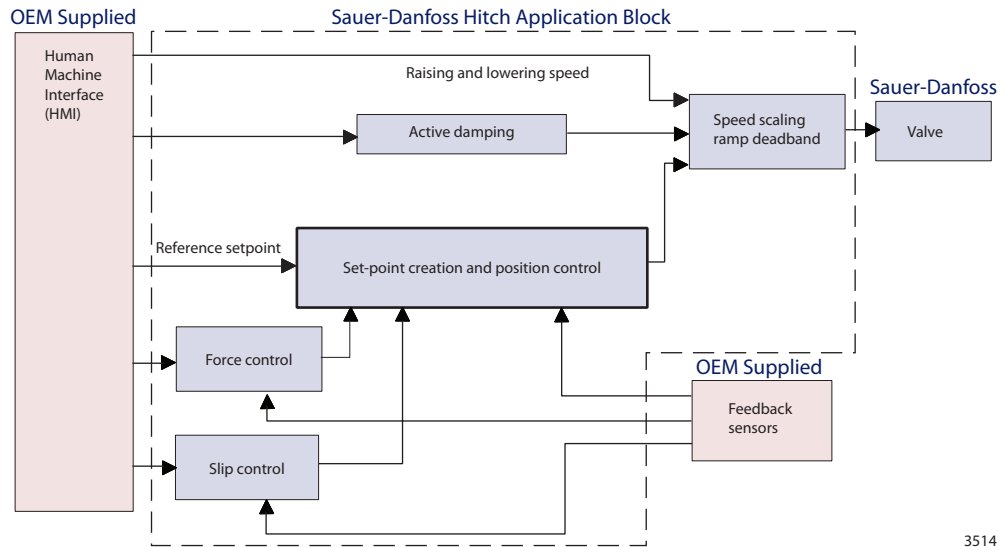 OEM Supplied
Sauer-Danfoss Hitch Application Block
Human
Machine
Interface
(HMI)
Raising and lowering speed
Sauer-Danfoss
Active damping
Speed scaling
ramp deadband
Valve
Reference setpoint
Set-point creation and position control
Force control
OEM Supplied
Feedback
sensors
Slip control
3514